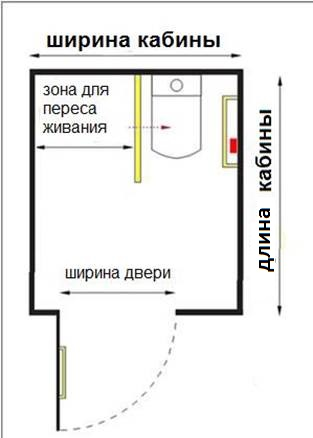 ширина кабины
зона для
переса
живания
длина кабины
ширина двери